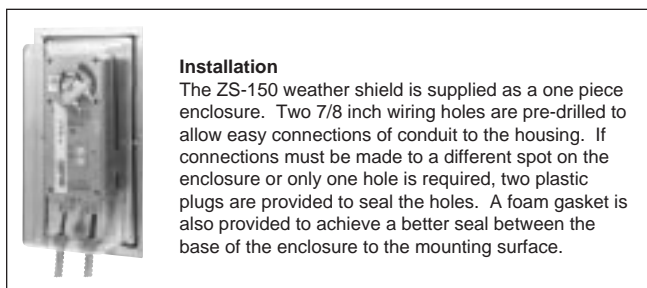 Installation
The ZS-150 weather shield is supplied as a one piece
enclosure. Two 7/8 inch wiring holes are pre-drilled to
allow easy connections of conduit to the housing. If
connections must be made to a different spot on the
enclosure or only one hole is required, two plastic
plugs are provided to seal the holes. A foam gasket is
also provided to achieve a better seal between the
base of the enclosure to the mounting surface.